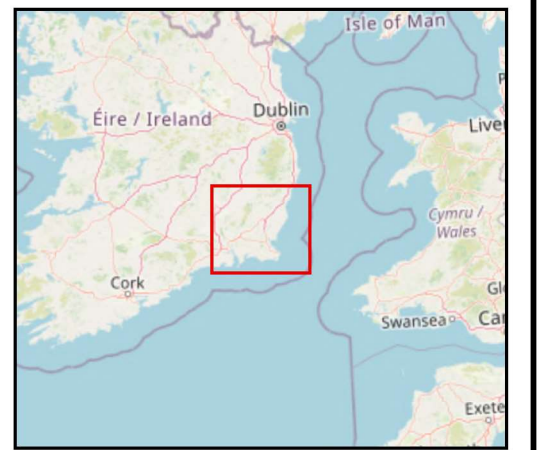 Isle of Man
Dublin
Éire / Ireland
Live
Cymru /
Wales
Cork
Gl
Swansea
Ca
Exete